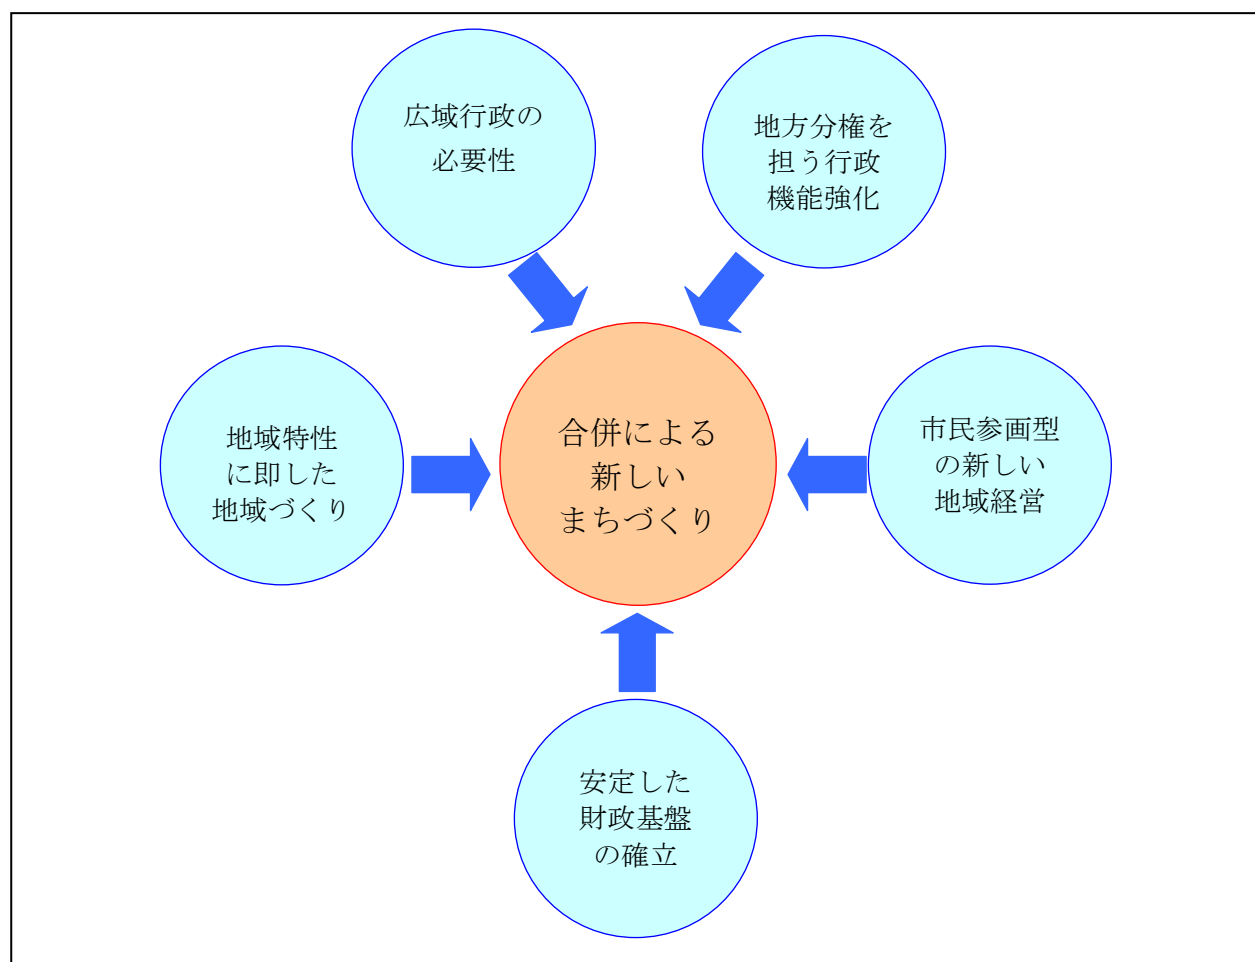 広域行政の
必要性
地方分権を
担う行政
機能強化
地域特性
に即した
地域づくり
合併による
新しい
まちづくり
市民参画型
の新しい
地域経営
安定した
財政基盤
の確立